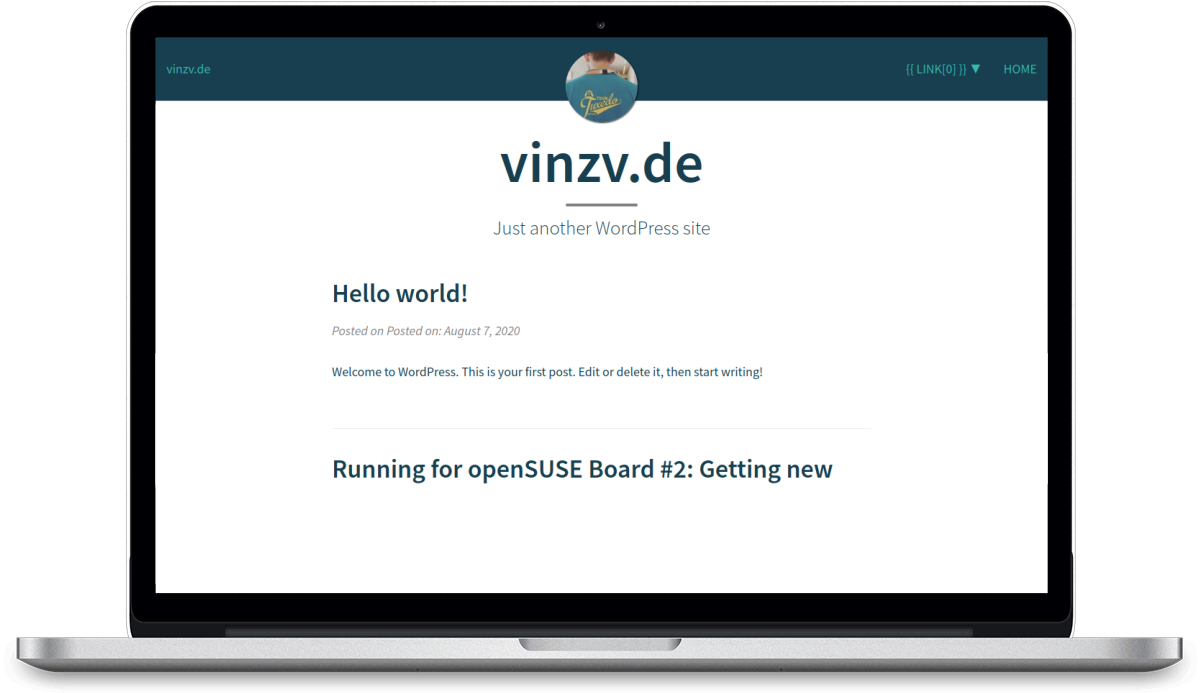 vinzv.de
{{ LINK[0] }} ▼ HOME
Tuxedo
vinzv.de
Just another WordPress site
Hello world!
Posted on Posted on: August 7, 2020
Welcome to WordPress. This is your first post. Edit or delete it, then start writing!
Running for openSUSE Board #2: Getting new